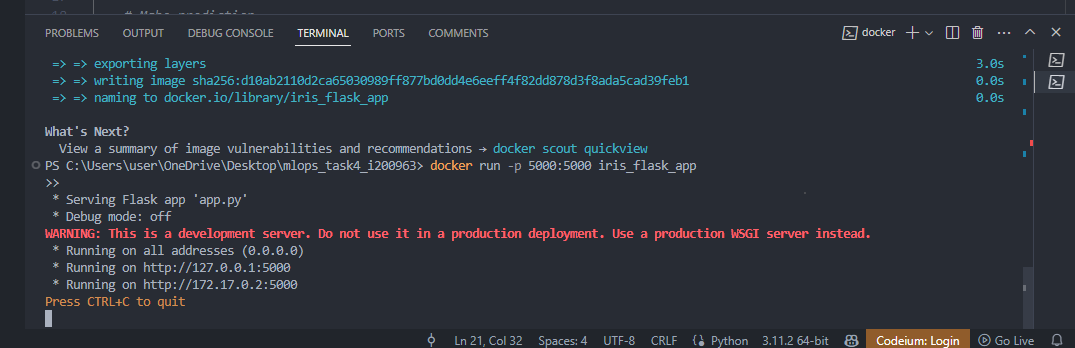 # Make prediction
PROBLEMS OUTPUT DEBUG CONSOLE TERMINAL PORTS COMMENTS docker
=> => exporting layers 3.0s
=> => writing image sha256:d10ab2110d2ca65030989ff877bd0dd4e6eeff4f82dd878d3f8ada5cad39feb1 0.0s
=> => naming to docker.io/library/iris_flask_app 0.0s
What's Next?
View a summary of image vulnerabilities and recommendations → docker scout quickview
PS C:\Users\user\OneDrive\Desktop\mlops_task4_i200963> docker run -p 5000:5000 iris_flask_app
>>
* Serving Flask app 'app.py'
* Debug mode: off
WARNING: This is a development server. Do not use it in a production deployment. Use a production WSGI server instead.
* Running on all addresses (0.0.0.0)
* Running on http://127.0.0.1:5000
* Running on http://172.17.0.2:5000
Press CTRL+C to quit
Ln 21, Col 32 Spaces: 4 UTF-8 CRLF Python 3.11.2 64-bit Codeium: Login Go Live